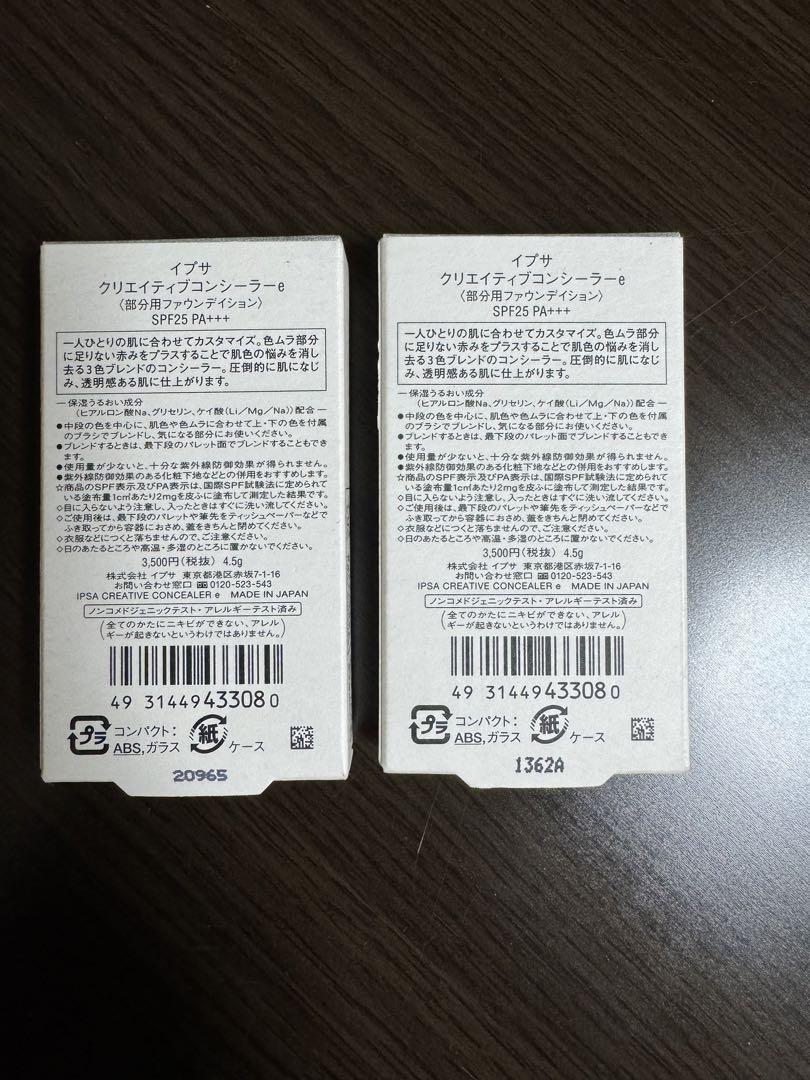 イプサ
クリエイティブコンシーラーe
〈部分用ファウンデイション〉
SPF25 PA+++
一人ひとりの肌に合わせてカスタマイズ。色ムラ部分
に足りない赤みをプラスすることで肌色の悩みを消し
去る3色ブレンドのコンシーラー。圧倒的に肌になじ
み、透明感ある肌に仕上がります。
―保湿うるおい成分
(ヒアルロン酸Na、グリセリン、ケイ酸(Li/Mg/Na))配合―
●中段の色を中心に、肌色や色ムラに合わせて上・下の色を付属
のブラシでブレンドし、気になる部分にお使いください。
●ブレンドするときは、最下段のパレット面でブレンドすることもでき
ます。
●使用量が少ないと、十分な紫外線防御効果が得られません。
●紫外線防御効果のある化粧下地などとの併用をおすすめします。
☆商品のSPF表示及びPA表示は、国際SPF試験法に定められて
いる塗布量1c㎡あたり2mgを皮ふに塗布して測定した結果です。
◇目に入らないよう注意し、入ったときはすぐに洗い流してください。
◇ご使用後は、最下段のパレットや筆先をティッシュペーパーなどで
ふき取ってから容器におさめ、蓋をきちんと閉めてください。
◇衣服などにつくと落ちませんので、ご注意ください。
◇日のあたるところや高温・多湿のところに置かないでください。
3,500円(税抜) 4.5g
株式会社 イプサ 東京都港区赤坂7-1-16
お問い合わせ窓口 0120-523-543
IPSA CREATIVE CONCEALER e MADE IN JAPAN
ノンコメドジェニックテスト・アレルギーテスト済み
(全てのかたにニキビができない、アレル
ギーが起きないというわけではありません。)
49 31449 43308 0
プラ コンパクト: 紙 ケース
ABS,ガラス
20965
イプサ
クリエイティブコンシーラーe
〈部分用ファウンデイション〉
SPF25 PA+++
一人ひとりの肌に合わせてカスタマイズ。色ムラ部分
に足りない赤みをプラスすることで肌色の悩みを消し
去る3色ブレンドのコンシーラー。圧倒的に肌になじ
み、透明感ある肌に仕上がります。
―保湿うるおい成分
(ヒアルロン酸Na、グリセリン、ケイ酸(Li/Mg/Na))配合―
●中段の色を中心に、肌色や色ムラに合わせて上・下の色を付属
のブラシでブレンドし、気になる部分にお使いください。
●ブレンドするときは、最下段のパレット面でブレンドすることもでき
ます。
●使用量が少ないと、十分な紫外線防御効果が得られません。
●紫外線防御効果のある化粧下地などとの併用をおすすめします。
☆商品のSPF表示及びPA表示は、国際SPF試験法に定められて
いる塗布量1c㎡あたり2mgを皮ふに塗布して測定した結果です。
◇目に入らないよう注意し、入ったときはすぐに洗い流してください。
◇ご使用後は、最下段のパレットや筆先をティッシュペーパーなどで
ふき取ってから容器におさめ、蓋をきちんと閉めてください。
◇衣服などにつくと落ちませんので、ご注意ください。
◇日のあたるところや高温・多湿のところに置かないでください。
3,500円(税抜) 4.5g
株式会社 イプサ 東京都港区赤坂7-1-16
お問い合わせ窓口 0120-523-543
IPSA CREATIVE CONCEALER e MADE IN JAPAN
ノンコメドジェニックテスト・アレルギーテスト済み
(全てのかたにニキビができない、アレル
ギーが起きないというわけではありません。)
49 31449 43308 0
プラ コンパクト: 紙 ケース
ABS,ガラス
1362A